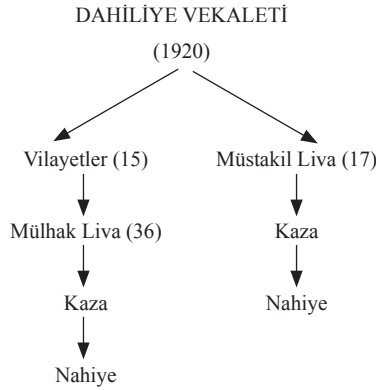 DAHİLİYE VEKALETİ
(1920)
Vilayetler (15)
Müstakil Liva (17)
Mülhak Liva (36)
Kaza
Kaza
Nahiye
Nahiye